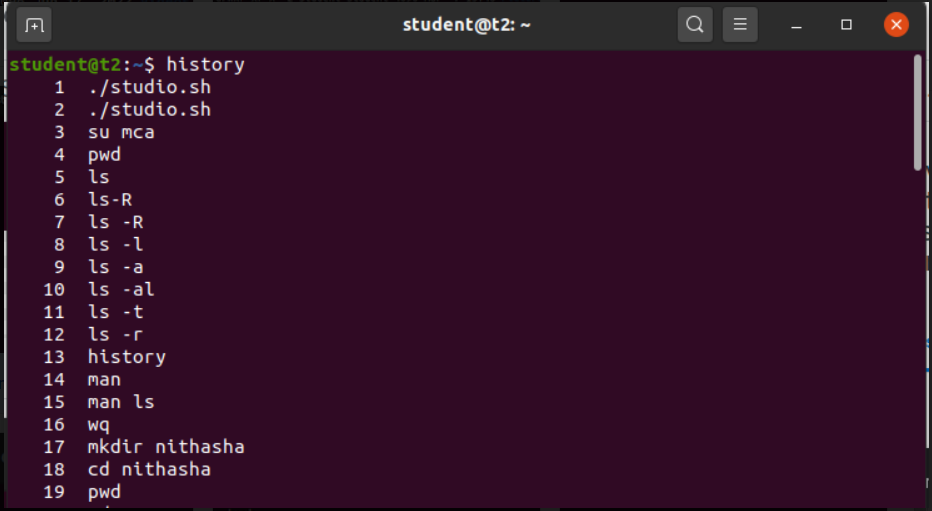 student@t2: ~
student@t2:~$ history
1 ./studio.sh
2 ./studio.sh
3 su mca
4 pwd
5 ls
6 ls-R
7 ls -R
8 ls -l
9 ls -a
10 ls -al
11 ls -t
12 ls -r
13 history
14 man
15 man ls
16 wq
17 mkdir nithasha
18 cd nithasha
19 pwd